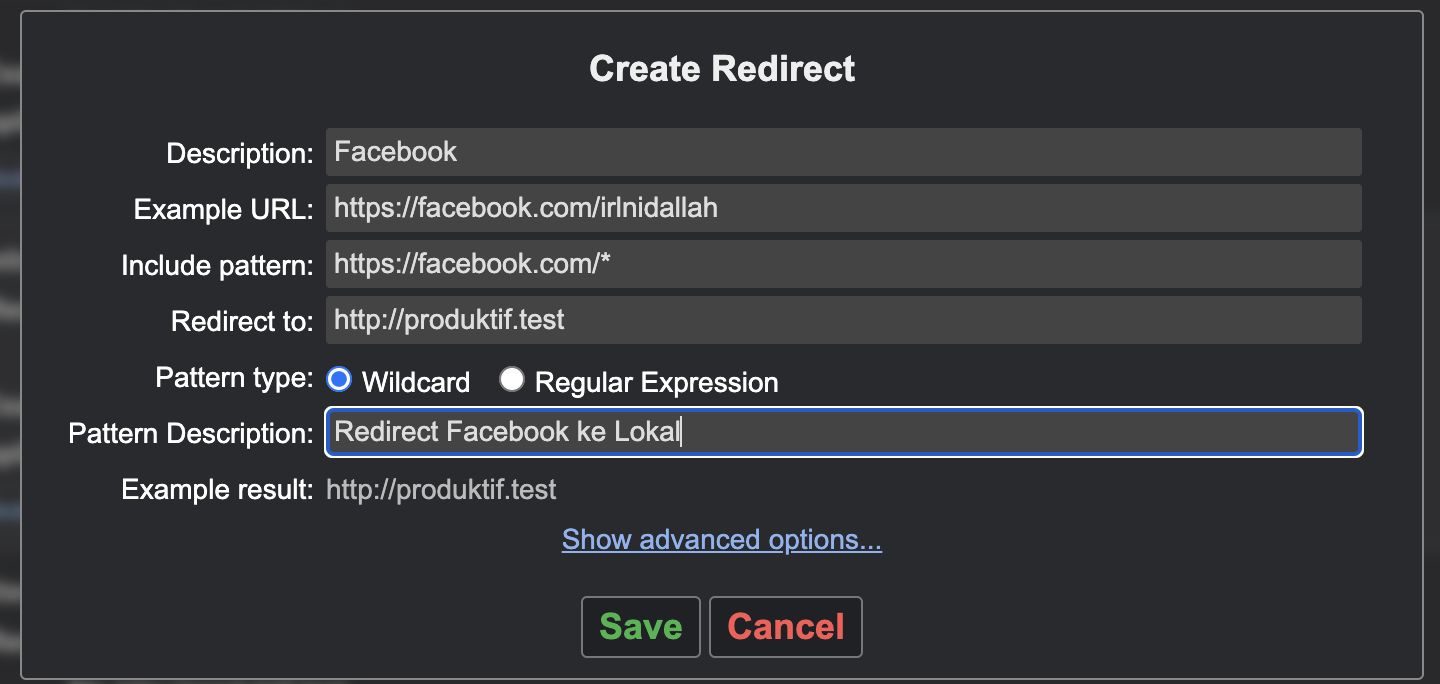 Create Redirect
Description: Facebook
Example URL: https://facebook.com/irlnidallah
Include pattern: https://facebook.com/*
Redirect to: http://produktif.test
Pattern type: Wildcard Regular Expression
Pattern Description: Redirect Facebook ke Lokal
Example result: http://produktif.test
Show advanced options...
Save Cancel